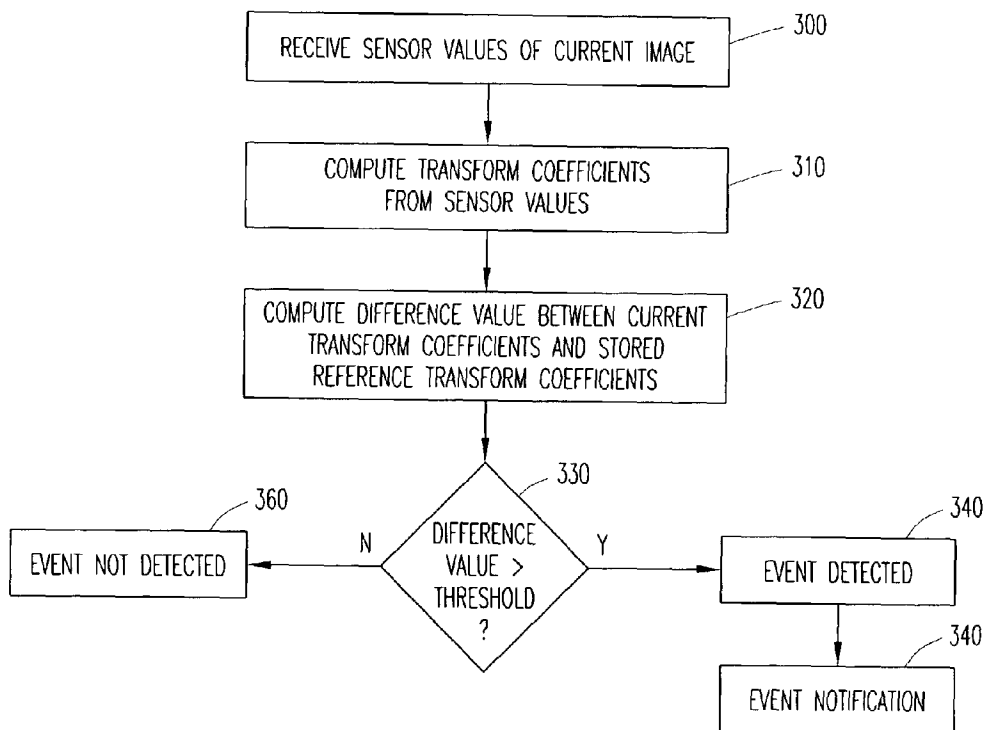 300
RECEIVE SENSOR VALUES OF CURRENT IMAGE
310
COMPUTE TRANSFORM COEFFICIENTS
FROM SENSOR VALUES
320
COMPUTE DIFFERENCE VALUE BETWEEN CURRENT
TRANSFORM COEFFICIENTS AND STORED
REFERENCE TRANSFORM COEFFICIENTS
330
DIFFERENCE
VALUE >
THRESHOLD
?
N
Y
360
EVENT NOT DETECTED
340
EVENT DETECTED
340
EVENT NOTIFICATION